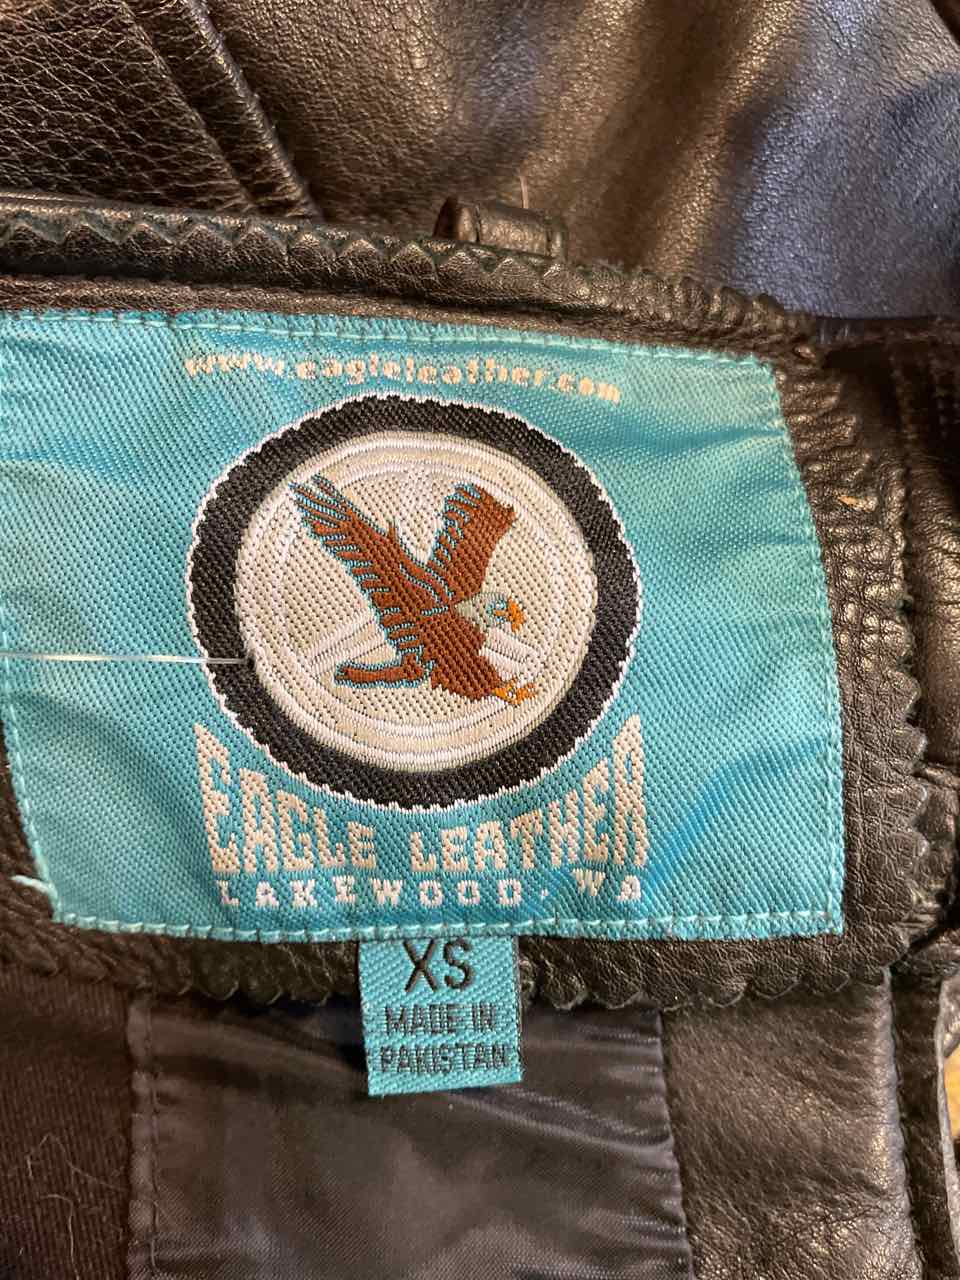 www.eagleleather.com
EAGLE LEATHER
LAKEWOOD · WA
XS
MADE IN
PAKISTAN